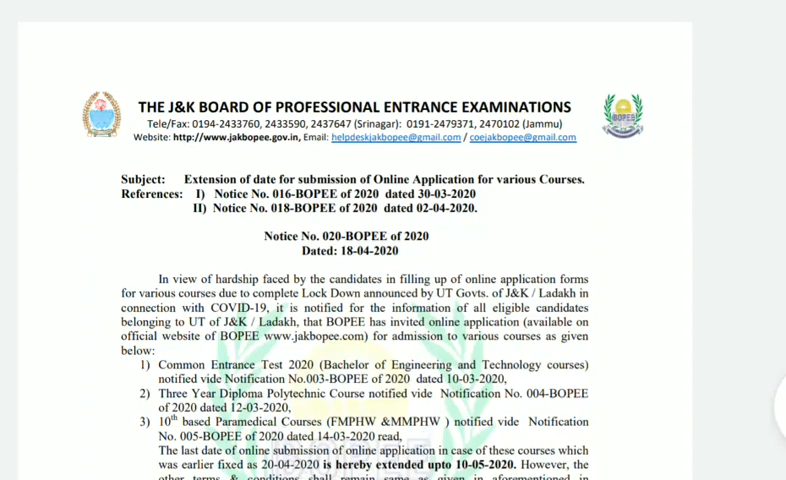 THE J&K BOARD OF PROFESSIONAL ENTRANCE EXAMINATIONS
Tele/Fax: 0194-2433760, 2433590, 2437647 (Srinagar): 0191-2479371, 2470102 (Jammu)
Website: http://www.jakbopee.gov.in, Email: helpdeskjakbopee@gmail.com / coejakbopee@gmail.com
BOPEE
Subject: Extension of date for submission of Online Application for various Courses.
References: I) Notice No. 016-BOPEE of 2020 dated 30-03-2020
II) Notice No. 018-BOPEE of 2020 dated 02-04-2020.
Notice No. 020-BOPEE of 2020
Dated: 18-04-2020
In view of hardship faced by the candidates in filling up of online application forms
for various courses due to complete Lock Down announced by UT Govts. of J&K / Ladakh in
connection with COVID-19, it is notified for the information of all eligible candidates
belonging to UT of J&K / Ladakh, that BOPEE has invited online application (available on
official website of BOPEE www.jakbopee.com) for admission to various courses as given
below:
1) Common Entrance Test 2020 (Bachelor of Engineering and Technology courses)
notified vide Notification No.003-BOPEE of 2020 dated 10-03-2020,
2) Three Year Diploma Polytechnic Course notified vide Notification No. 004-BOPEE
of 2020 dated 12-03-2020,
3) 10th based Paramedical Courses (FMPHW &MMPHW ) notified vide Notification
No. 005-BOPEE of 2020 dated 14-03-2020 read,
The last date of online submission of online application in case of these courses which
was earlier fixed as 20-04-2020 is hereby extended upto 10-05-2020. However, the
other terms & conditions shall remain same as given in aforementioned in